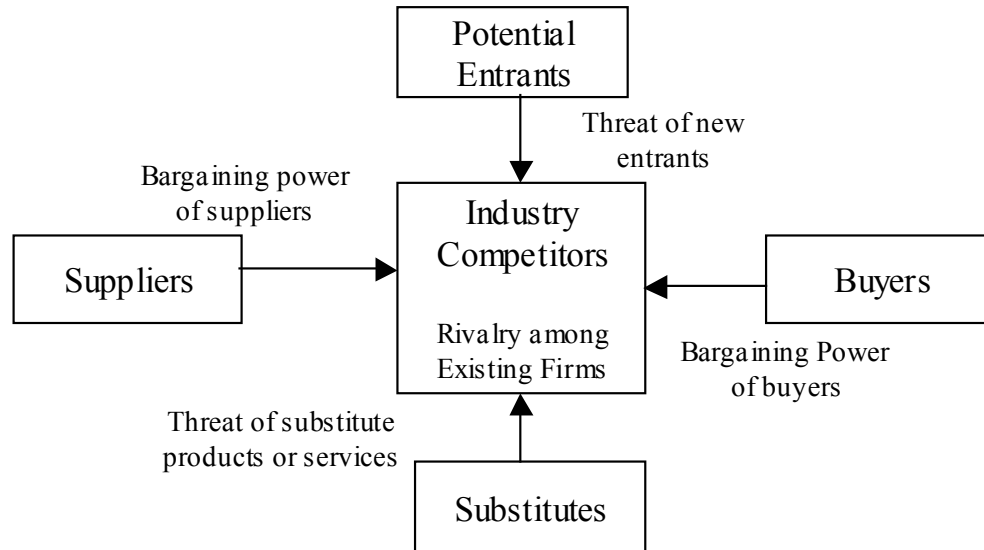 Potential
Entrants
Threat of new
entrants
Bargaining power
of suppliers
Industry
Competitors
Suppliers
Buyers
Rivalry among
Existing Firms
Bargaining Power
of buyers
Threat of substitute
products or services
Substitutes